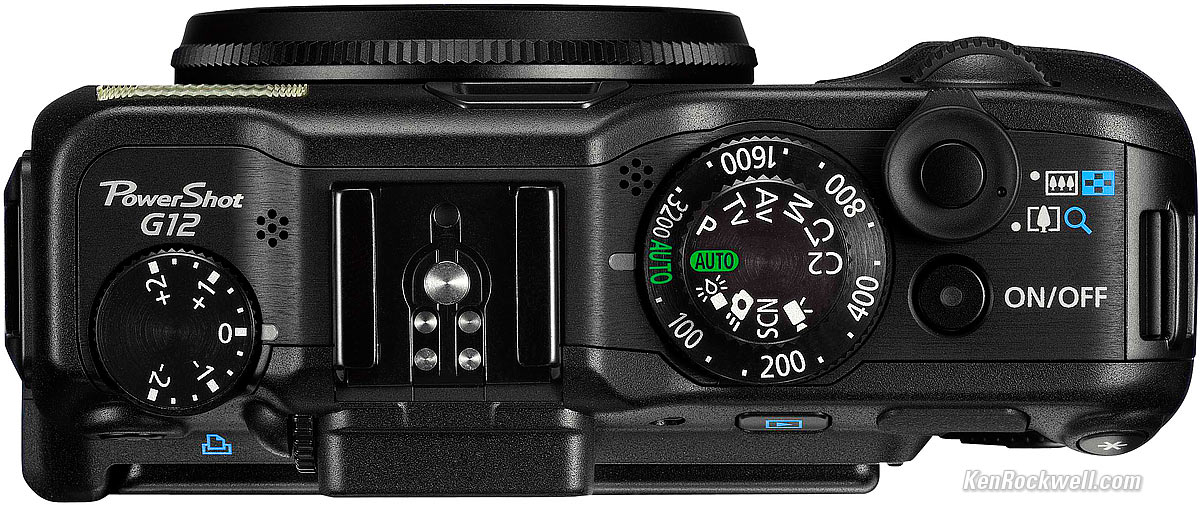 PowerShot
G12
+2
+1
0
-1
-2
1600
800
400
200
100
AUTO
3200
Av
M
C1
C2
Tv
P
AUTO
SCN
ON/OFF
KenRockwell.com